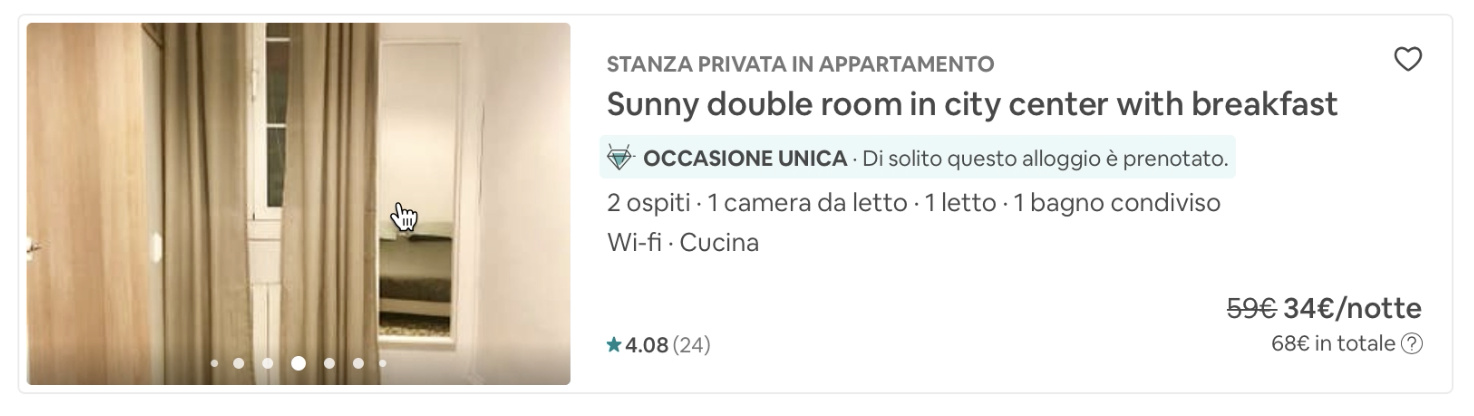 STANZA PRIVATA IN APPARTAMENTO
Sunny double room in city center with breakfast
OCCASIONE UNICA · Di solito questo alloggio è prenotato.
2 ospiti · 1 camera da letto · 1 letto · 1 bagno condiviso
Wi-fi · Cucina
59€ 34€/notte
4.08 (24)
68€ in totale ?